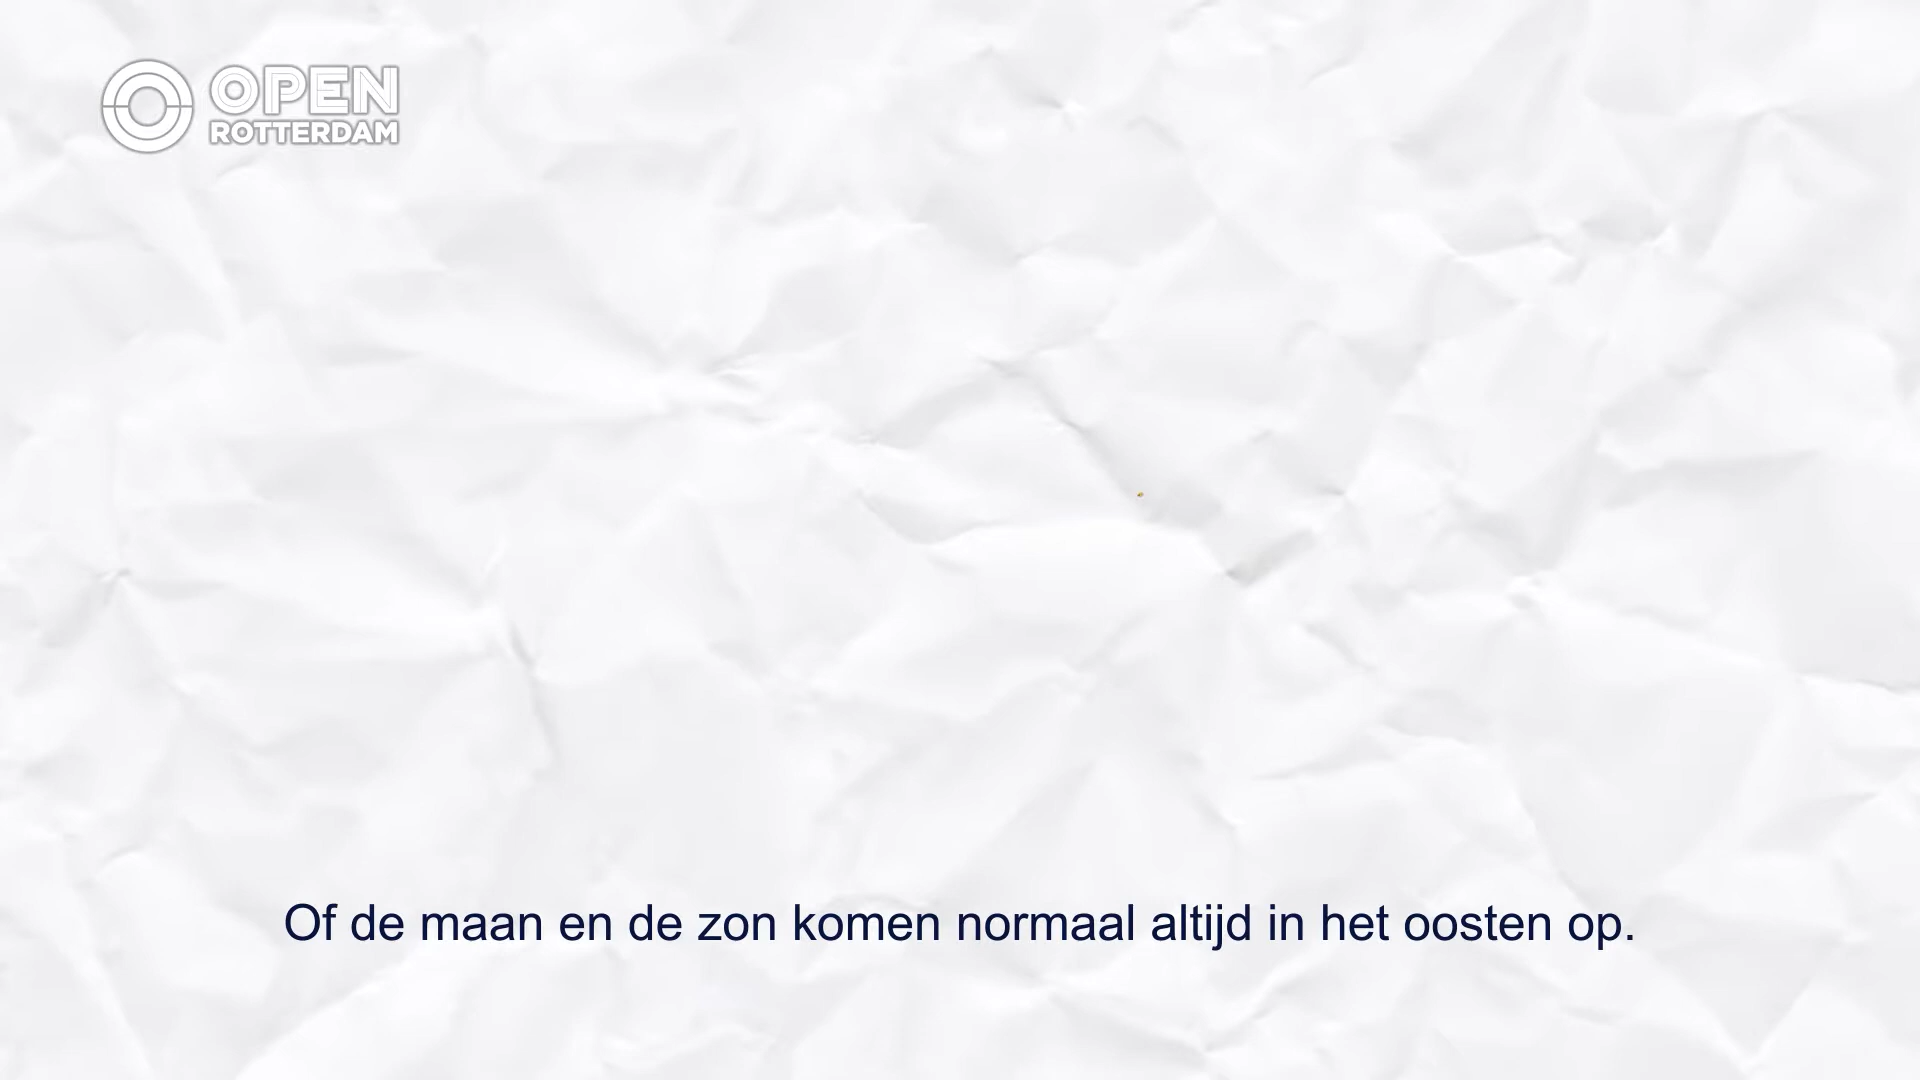 OPEN
ROTTERDAM
Of de maan en de zon komen normaal altijd in het oosten op.